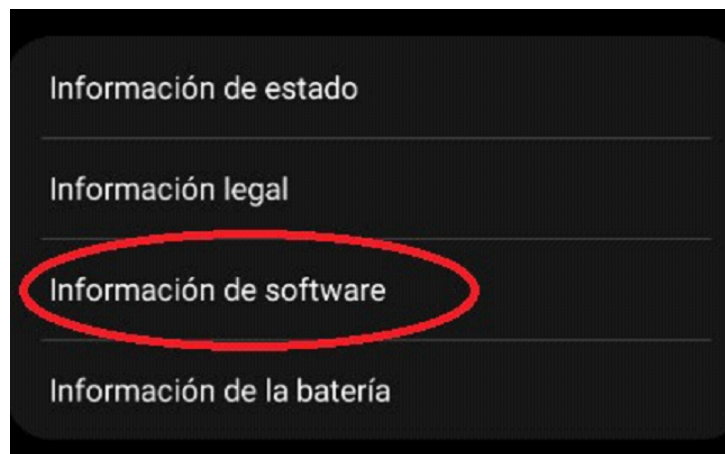 Información de estado
Información legal
Información de software
Información de la batería